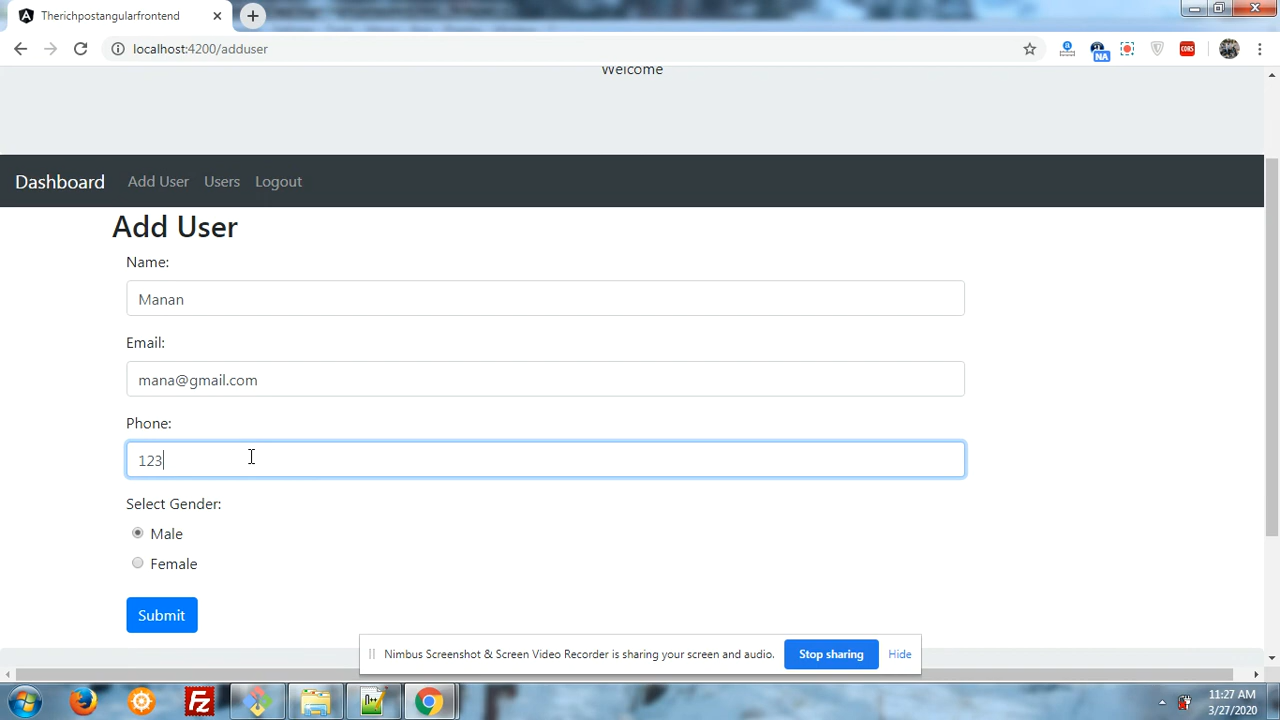 Therichpostangularfrontend
localhost:4200/adduser
NA
CORS
Welcome
Dashboard Add User Users Logout
Add User
Name:
Manan
Email:
mana@gmail.com
Phone:
123
Select Gender:
Male
Female
Submit
Nimbus Screenshot & Screen Video Recorder is sharing your screen and audio. Stop sharing Hide
11:27 AM
3/27/2020